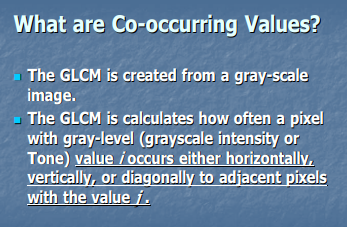 What are Co-occurring Values?
The GLCM is created from a gray-scale
image.
The GLCM is calculates how often a pixel
with gray-level (grayscale intensity or
Tone) value i occurs either horizontally,
vertically, or diagonally to adjacent pixels
with the value j.